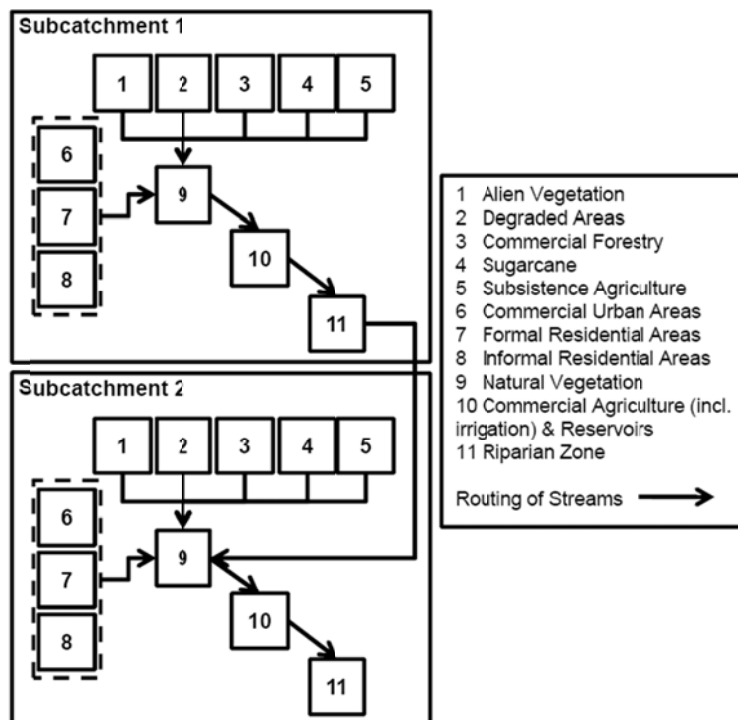 Subcatchment 1
1 2 3 4 5
6
7
8
9
10
11
Subcatchment 2
1 2 3 4 5
6
7
8
9
10
11
1 Alien Vegetation
2 Degraded Areas
3 Commercial Forestry
4 Sugarcane
5 Subsistence Agriculture
6 Commercial Urban Areas
7 Formal Residential Areas
8 Informal Residential Areas
9 Natural Vegetation
10 Commercial Agriculture (incl.
irrigation) & Reservoirs
11 Riparian Zone
Routing of Streams